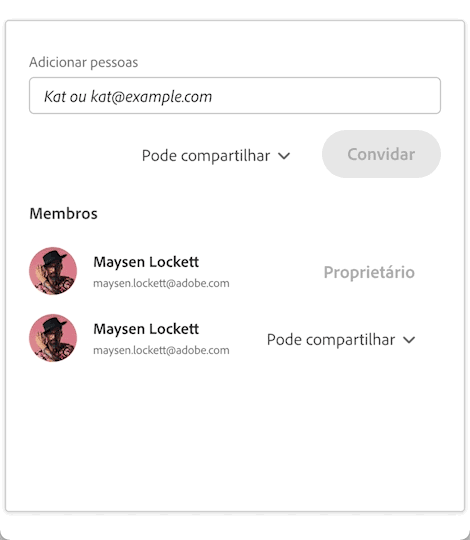 Adicionar pessoas
Kat ou kat@example.com
Pode compartilhar
Convidar
Membros
Maysen Lockett
maysen.lockett@adobe.com
Proprietário
Maysen Lockett
maysen.lockett@adobe.com
Pode compartilhar